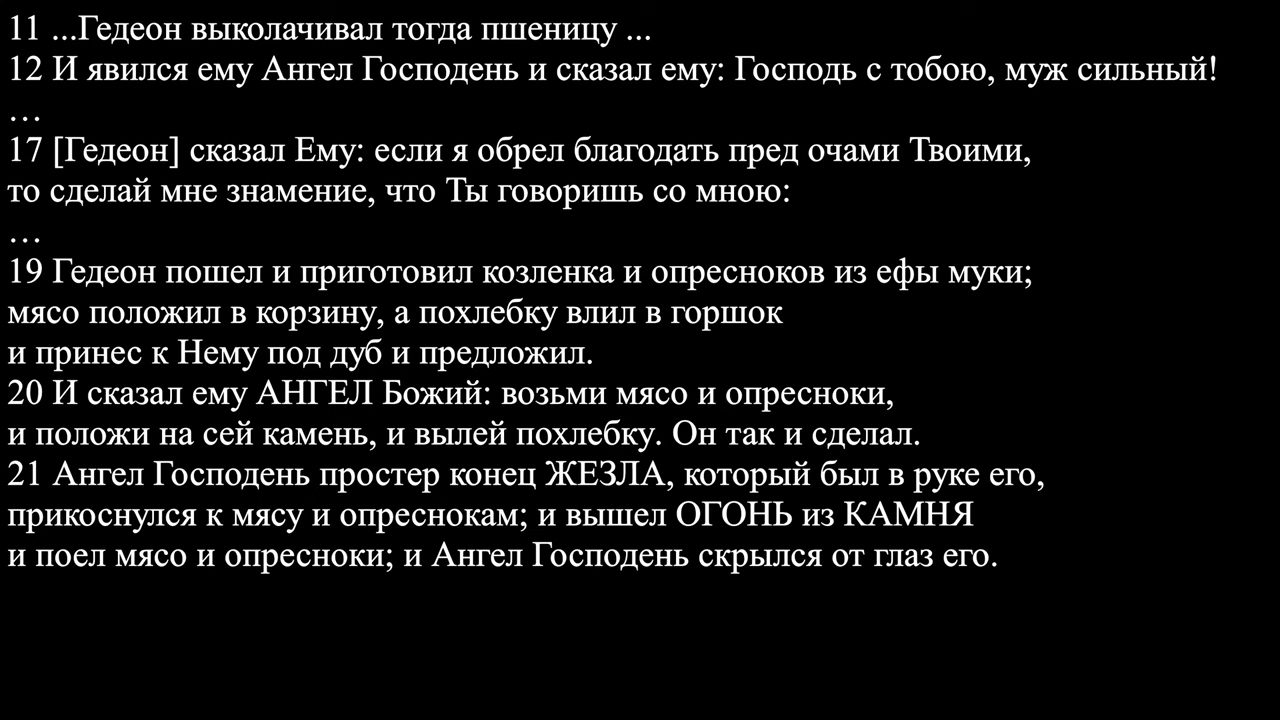 11 ...Гедеон выколачивал тогда пшеницу ...
12 И явился ему Ангел Господень и сказал ему: Господь с тобою, муж сильный!
…
17 [Гедеон] сказал Ему: если я обрел благодать пред очами Твоими,
то сделай мне знамение, что Ты говоришь со мною:
…
19 Гедеон пошел и приготовил козленка и опресноков из ефы муки;
мясо положил в корзину, а похлебку влил в горшок
и принес к Нему под дуб и предложил.
20 И сказал ему АНГЕЛ Божий: возьми мясо и опресноки,
и положи на сей камень, и вылей похлебку. Он так и сделал.
21 Ангел Господень простер конец ЖЕЗЛА, который был в руке его,
прикоснулся к мясу и опреснокам; и вышел ОГОНЬ из КАМНЯ
и поел мясо и опресноки; и Ангел Господень скрылся от глаз его.